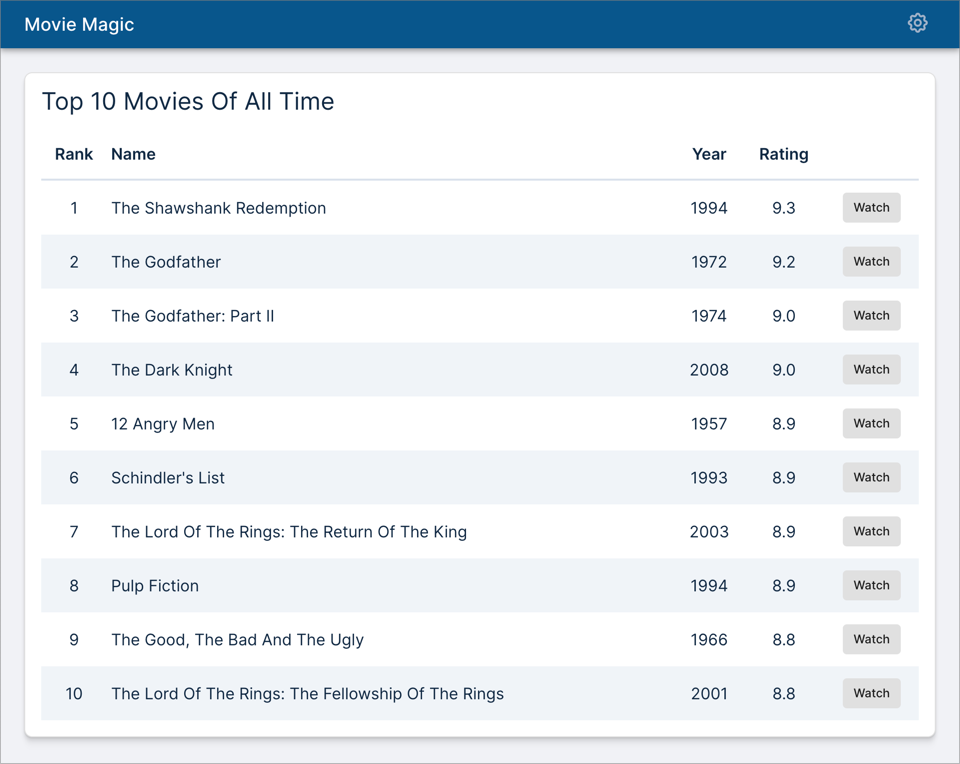 Movie Magic
Top 10 Movies Of All Time
Rank Name Year Rating
1 The Shawshank Redemption 1994 9.3 Watch
2 The Godfather 1972 9.2 Watch
3 The Godfather: Part II 1974 9.0 Watch
4 The Dark Knight 2008 9.0 Watch
5 12 Angry Men 1957 8.9 Watch
6 Schindler's List 1993 8.9 Watch
7 The Lord Of The Rings: The Return Of The King 2003 8.9 Watch
8 Pulp Fiction 1994 8.9 Watch
9 The Good, The Bad And The Ugly 1966 8.8 Watch
10 The Lord Of The Rings: The Fellowship Of The Rings 2001 8.8 Watch